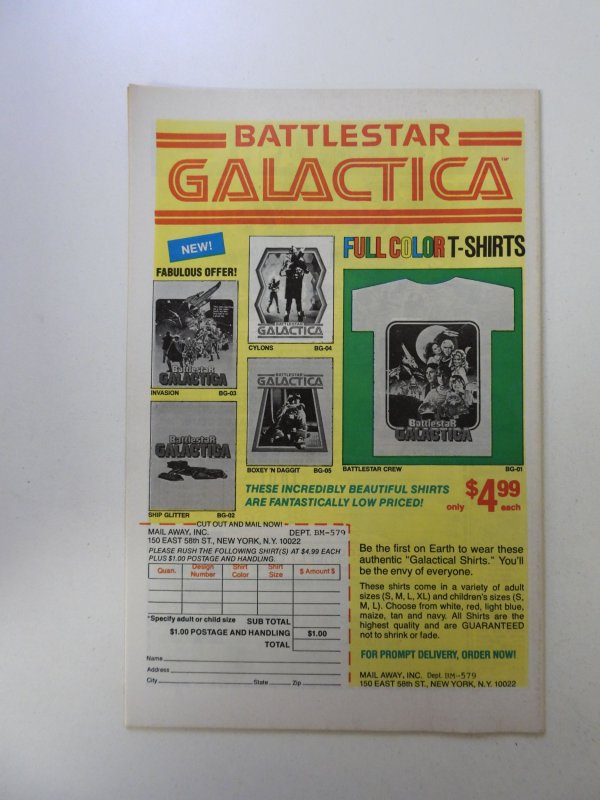 BATTLESTAR
GALACTICA™
NEW!
FABULOUS OFFER!
FULL COLOR T-SHIRTS
BattlestaR
GALACTICA
INVASION BG-03
BATTLESTAR
GALACTICA
CYLONS BG-04
BattlestaR
GALACTICA
SHIP GLITTER BG-02
BATTLESTAR
GALACTICA
BOXEY 'N DAGGIT BG-05
BattlestaR
GALACTICA
BATTLESTAR CREW BG-01
THESE INCREDIBLY BEAUTIFUL SHIRTS
ARE FANTASTICALLY LOW PRICED!
only $4.99 each
CUT OUT AND MAIL NOW!
MAIL AWAY, INC. DEPT. BM-579
150 EAST 58th ST., NEW YORK, N.Y. 10022
PLEASE RUSH THE FOLLOWING SHIRT(S) AT $4.99 EACH
PLUS $1.00 POSTAGE AND HANDLING.
Quan. Design Number Shirt Color Shirt Size $ Amount $
*Specify adult or child size SUB TOTAL
$1.00 POSTAGE AND HANDLING $1.00
TOTAL
Name
Address
City State Zip
Be the first on Earth to wear these
authentic "Galactical Shirts." You'll
be the envy of everyone.
These shirts come in a variety of adult
sizes (S, M, L, XL) and children's sizes (S,
M, L). Choose from white, red, light blue,
maize, tan and navy. All Shirts are the
highest quality and are GUARANTEED
not to shrink or fade.
FOR PROMPT DELIVERY, ORDER NOW!
MAIL AWAY, INC. Dept. BM-579
150 EAST 58th ST., NEW YORK, N.Y. 10022